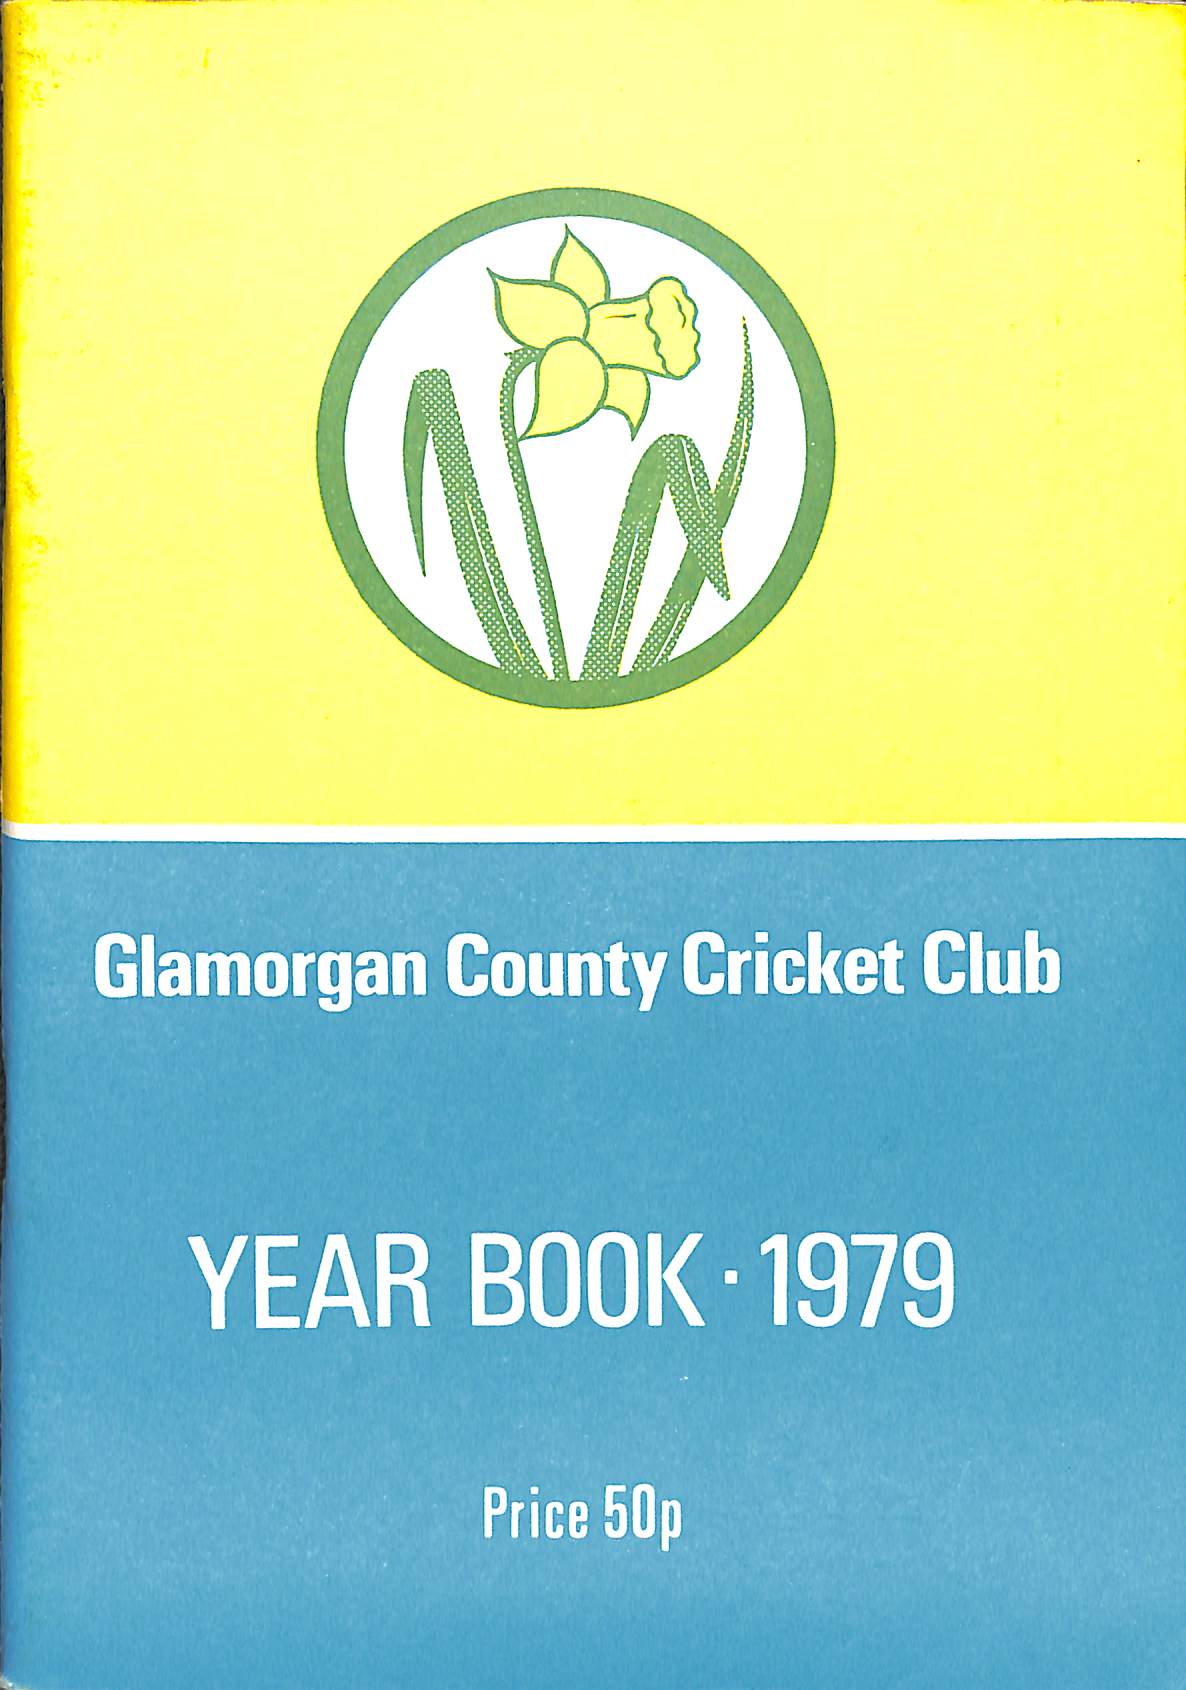 Glamorgan County Cricket Club
YEAR BOOK · 1979
Price 50p